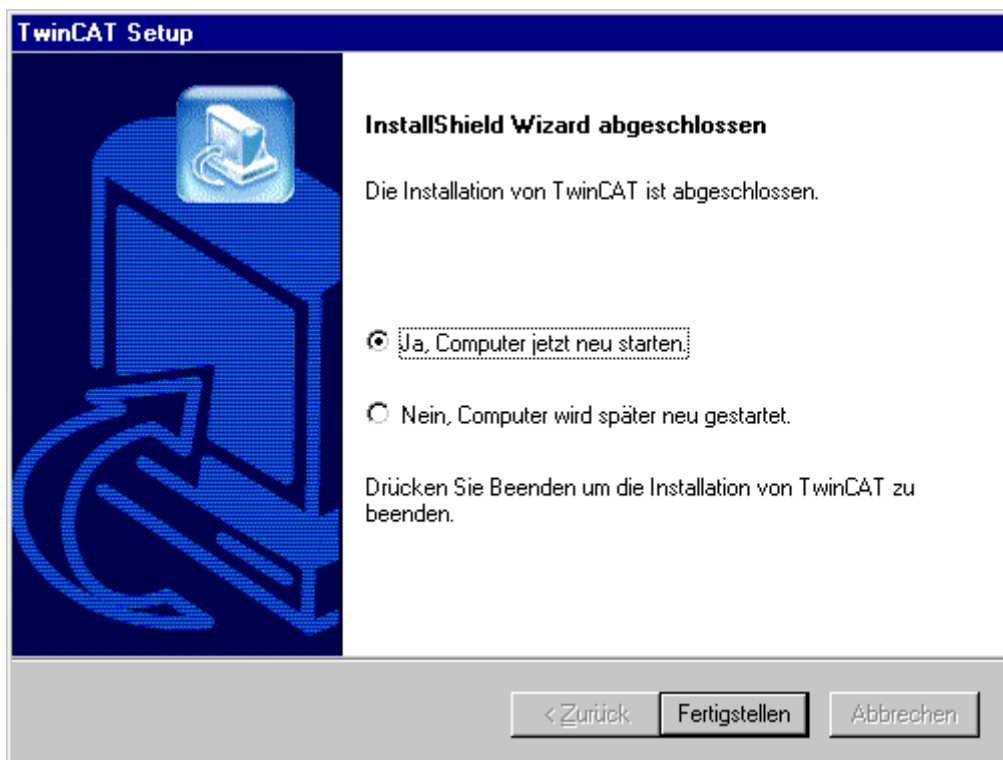 TwinCAT Setup
InstallShield Wizard abgeschlossen
Die Installation von TwinCAT ist abgeschlossen.
Ja, Computer jetzt neu starten.
Nein, Computer wird später neu gestartet.
Drücken Sie Beenden um die Installation von TwinCAT zu
beenden.
< Zurück
Fertigstellen
Abbrechen